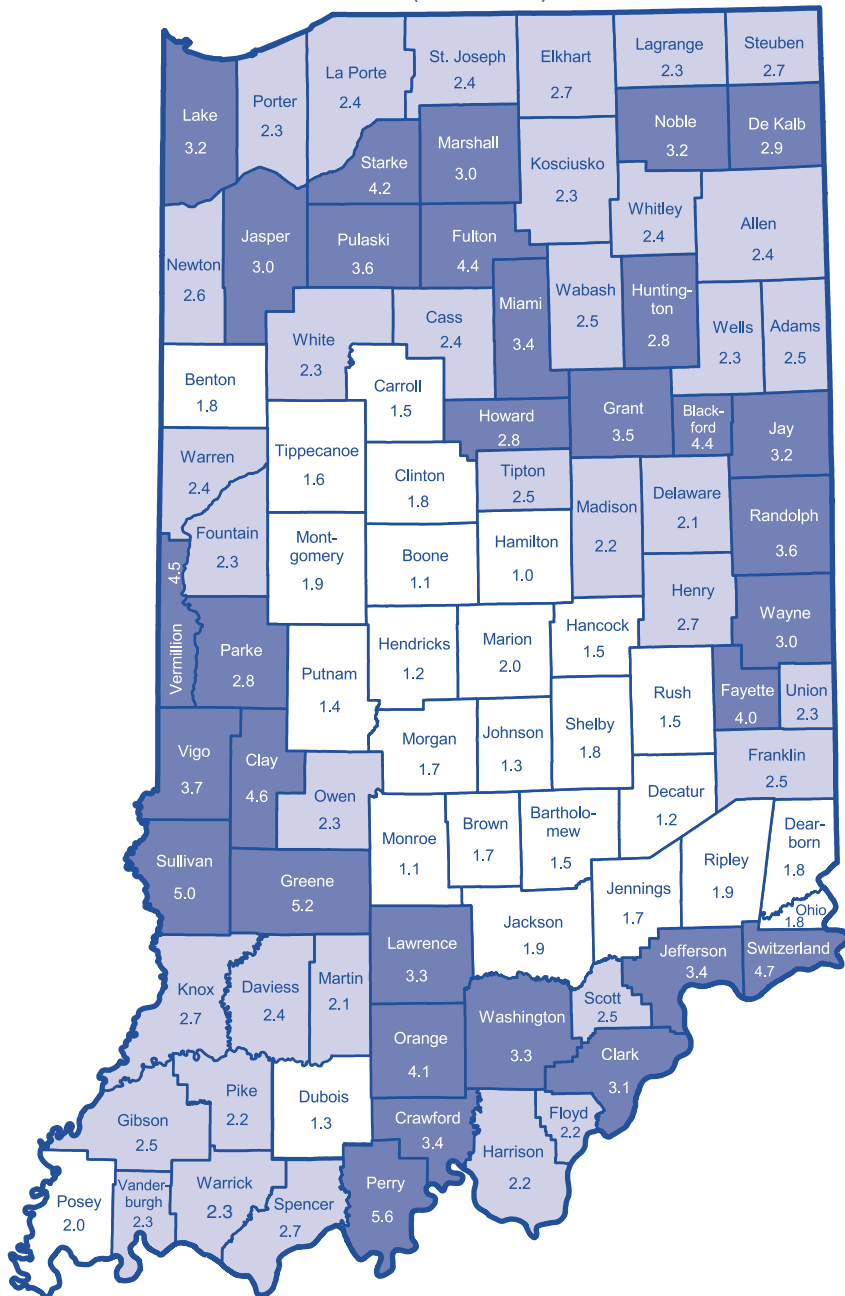 Lake
3.2
Porter
2.3
La Porte
2.4
St. Joseph
2.4
Elkhart
2.7
Lagrange
2.3
Steuben
2.7
Starke
4.2
Marshall
3.0
Kosciusko
2.3
Noble
3.2
De Kalb
2.9
Whitley
2.4
Allen
2.4
Newton
2.6
Jasper
3.0
Pulaski
3.6
Fulton
4.4
Miami
3.4
Wabash
2.5
Hunting-
ton
2.8
Wells
2.3
Adams
2.5
White
2.3
Cass
2.4
Benton
1.8
Carroll
1.5
Howard
2.8
Grant
3.5
Black-
ford
4.4
Jay
3.2
Warren
2.4
Tippecanoe
1.6
Clinton
1.8
Tipton
2.5
Madison
2.2
Delaware
2.1
Randolph
3.6
Fountain
2.3
Mont-
gomery
1.9
Boone
1.1
Hamilton
1.0
Henry
2.7
Wayne
3.0
Vermillion
4.5
Parke
2.8
Putnam
1.4
Hendricks
1.2
Marion
2.0
Hancock
1.5
Rush
1.5
Fayette
4.0
Union
2.3
Vigo
3.7
Clay
4.6
Owen
2.3
Morgan
1.7
Johnson
1.3
Shelby
1.8
Franklin
2.5
Decatur
1.2
Sullivan
5.0
Greene
5.2
Monroe
1.1
Brown
1.7
Bartholo-
mew
1.5
Jennings
1.7
Ripley
1.9
Dear-
born
1.8
Ohio
1.8
Lawrence
3.3
Jackson
1.9
Jefferson
3.4
Switzerland
4.7
Knox
2.7
Daviess
2.4
Martin
2.1
Scott
2.5
Washington
3.3
Orange
4.1
Clark
3.1
Gibson
2.5
Pike
2.2
Dubois
1.3
Crawford
3.4
Floyd
2.2
Harrison
2.2
Posey
2.0
Vander-
burgh
2.3
Warrick
2.3
Spencer
2.7
Perry
5.6